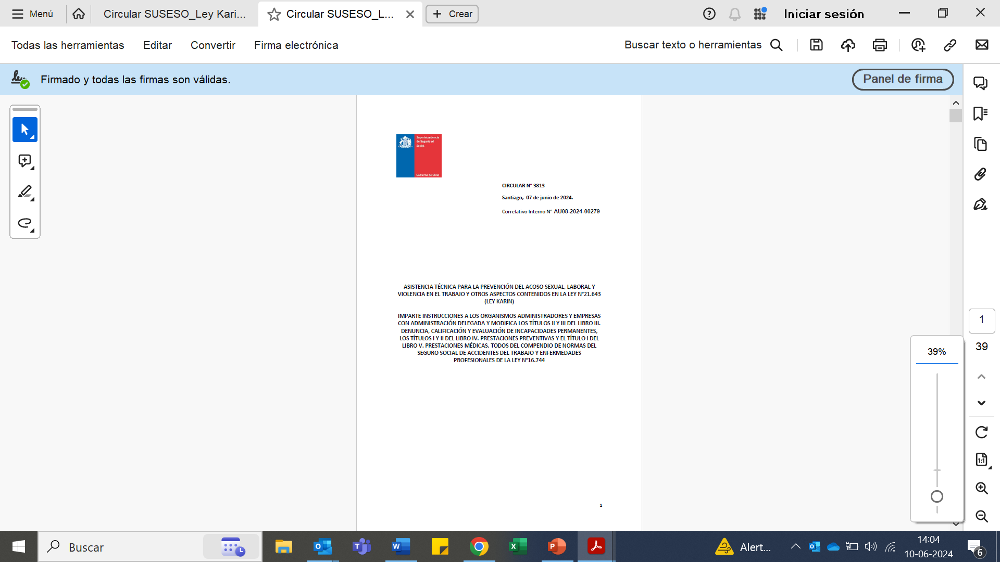 Menú
Circular SUSESO_Ley Kari...
Circular SUSESO_L...
Crear
Iniciar sesión
Todas las herramientas
Editar
Convertir
Firma electrónica
Buscar texto o herramientas
Firmado y todas las firmas son válidas.
Panel de firma
Superintendencia
de Seguridad
Social
Gobierno de Chile
CIRCULAR N° 3813
Santiago, 07 de junio de 2024.
Correlativo Interno N° AU08-2024-00279
ASISTENCIA TÉCNICA PARA LA PREVENCIÓN DEL ACOSO SEXUAL, LABORAL Y
VIOLENCIA EN EL TRABAJO Y OTROS ASPECTOS CONTENIDOS EN LA LEY N°21.643
(LEY KARIN)
IMPARTE INSTRUCCIONES A LOS ORGANISMOS ADMINISTRADORES Y EMPRESAS
CON ADMINISTRACIÓN DELEGADA Y MODIFICA LOS TÍTULOS II Y III DEL LIBRO III.
DENUNCIA, CALIFICACIÓN Y EVALUACIÓN DE INCAPACIDADES PERMANENTES,
LOS TÍTULOS I Y II DEL LIBRO IV. PRESTACIONES PREVENTIVAS Y EL TÍTULO I DEL
LIBRO V. PRESTACIONES MÉDICAS, TODOS DEL COMPENDIO DE NORMAS DEL
SEGURO SOCIAL DE ACCIDENTES DEL TRABAJO Y ENFERMEDADES
PROFESIONALES DE LA LEY N°16.744
1
1
39
39%
1:1
Buscar
Alert...
14:04
10-06-2024
6